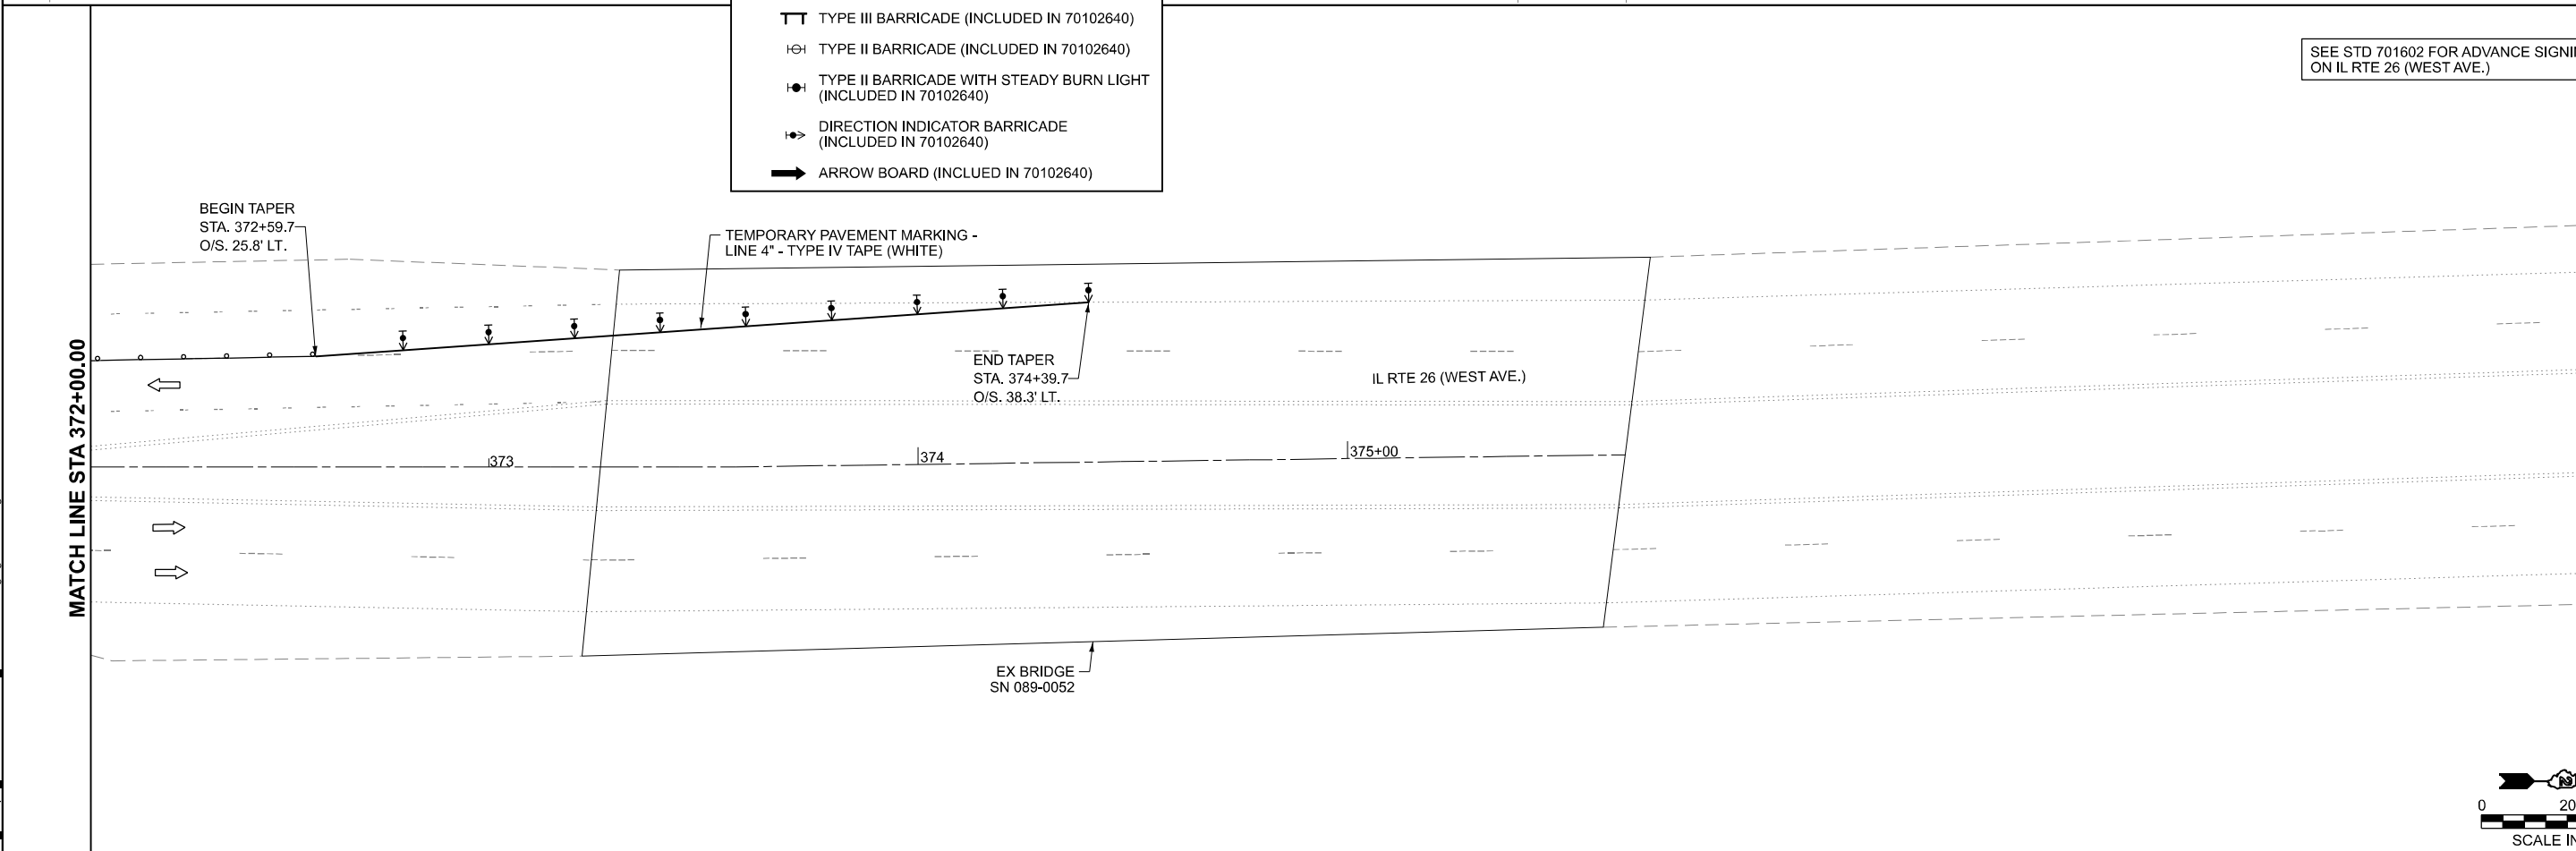 TYPE III BARRICADE (INCLUDED IN 70102640)
TYPE II BARRICADE (INCLUDED IN 70102640)
TYPE II BARRICADE WITH STEADY BURN LIGHT
(INCLUDED IN 70102640)
DIRECTION INDICATOR BARRICADE
(INCLUDED IN 70102640)
ARROW BOARD (INCLUED IN 70102640)
SEE STD 701602 FOR ADVANCE SIGNI
ON IL RTE 26 (WEST AVE.)
BEGIN TAPER
STA. 372+59.7
O/S. 25.8' LT.
TEMPORARY PAVEMENT MARKING -
LINE 4" - TYPE IV TAPE (WHITE)
END TAPER
STA. 374+39.7
O/S. 38.3' LT.
IL RTE 26 (WEST AVE.)
MATCH LINE STA 372+00.00
373
374
375+00
EX BRIDGE
SN 089-0052
0 20
SCALE IN